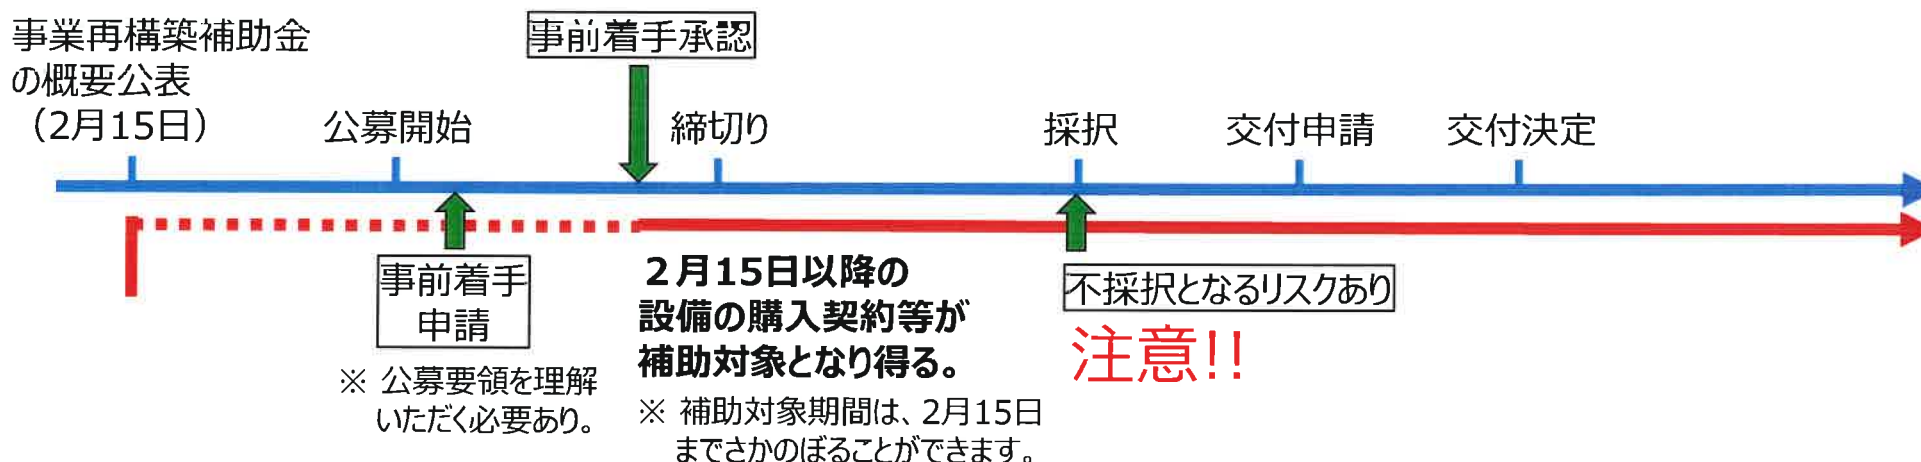 事業再構築補助金
の概要公表
（2月15日）
事前着手承認
公募開始
締切り
採択
交付申請
交付決定
事前着手
申請
※ 公募要領を理解
いただく必要あり。
２月15日以降の
設備の購入契約等が
補助対象となり得る。
※ 補助対象期間は、2月15日
までさかのぼることができます。
不採択となるリスクあり
注意!!